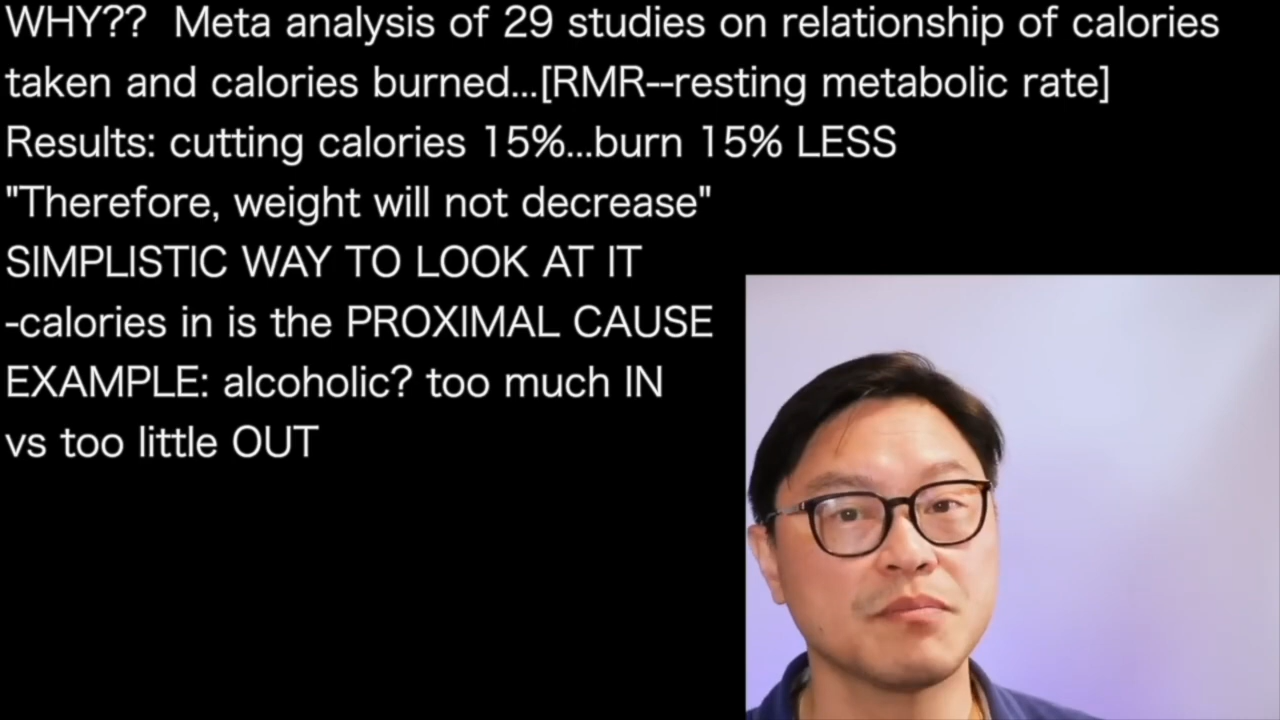 WHY??  Meta analysis of 29 studies on relationship of calories
taken and calories burned...[RMR--resting metabolic rate]
Results: cutting calories 15%...burn 15% LESS
"Therefore, weight will not decrease"
SIMPLISTIC WAY TO LOOK AT IT
-calories in is the PROXIMAL CAUSE
EXAMPLE: alcoholic? too much IN
vs too little OUT